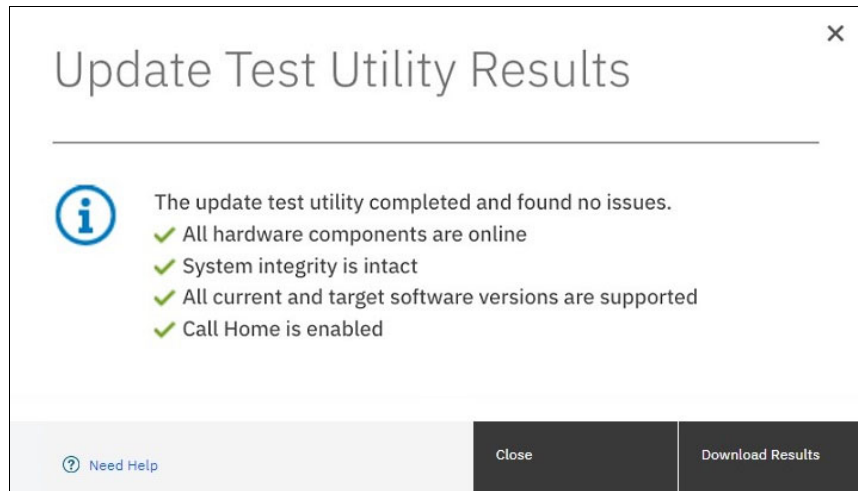 Update Test Utility Results
The update test utility completed and found no issues.
All hardware components are online
System integrity is intact
All current and target software versions are supported
Call Home is enabled
Need Help
Close
Download Results